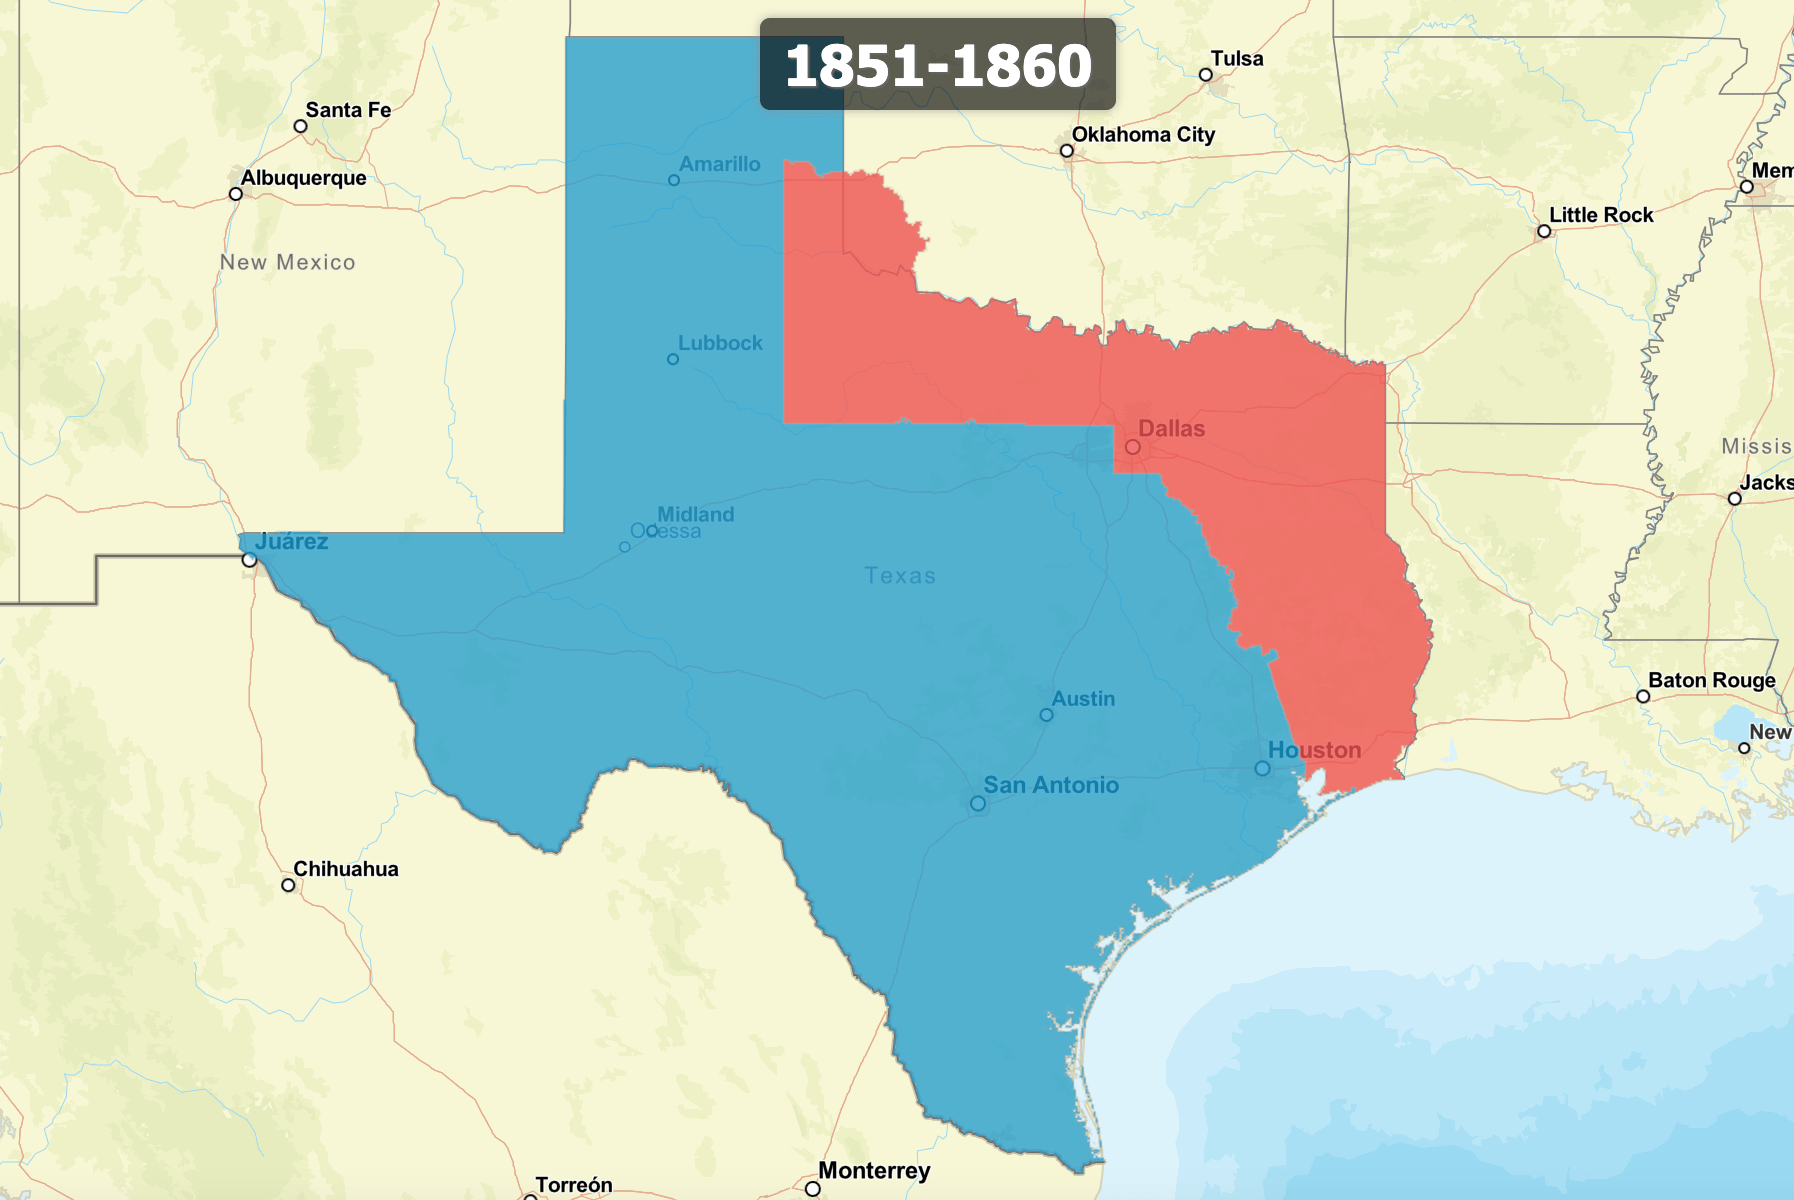 1851-1860
Tulsa
Santa Fe
Oklahoma City
Amarillo
Albuquerque
Mem
Little Rock
New Mexico
Lubbock
Dallas
Missis
Jacks
Midland
Odessa
Juárez
Texas
Baton Rouge
Austin
New
Houston
San Antonio
Chihuahua
Monterrey
Torreón